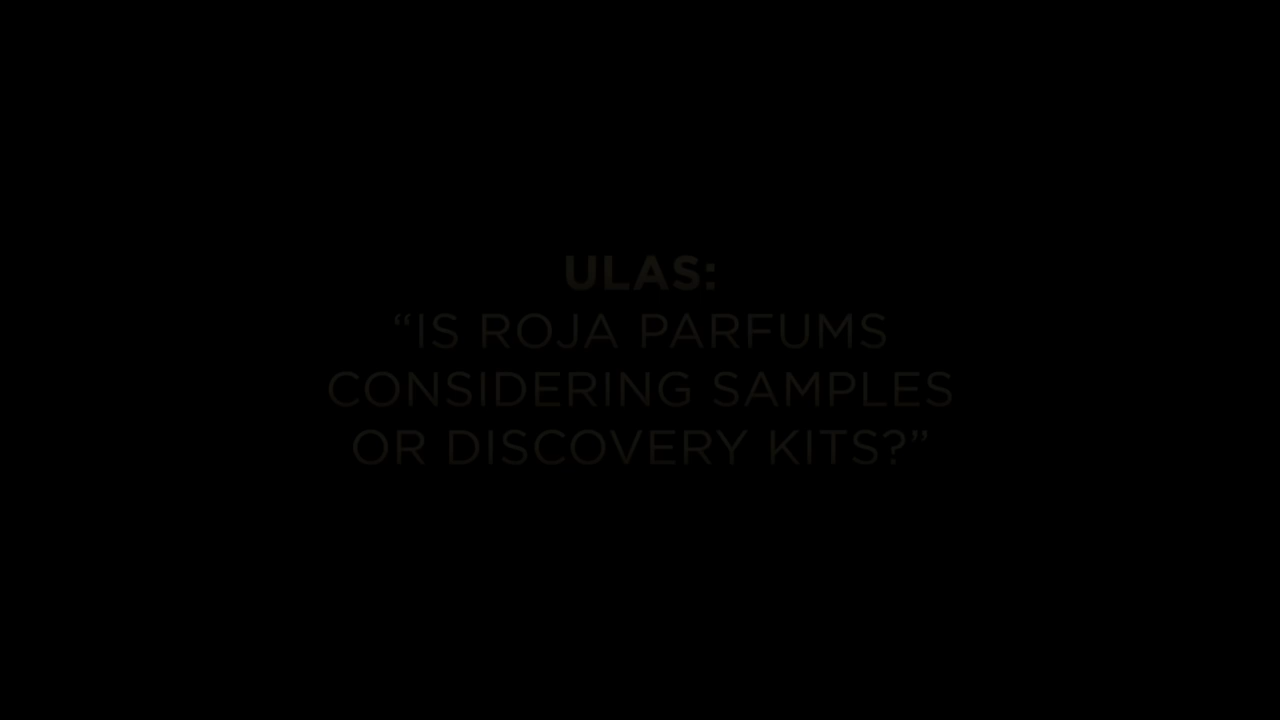 ULAS:
“IS ROJA PARFUMS
CONSIDERING SAMPLES
OR DISCOVERY KITS?”